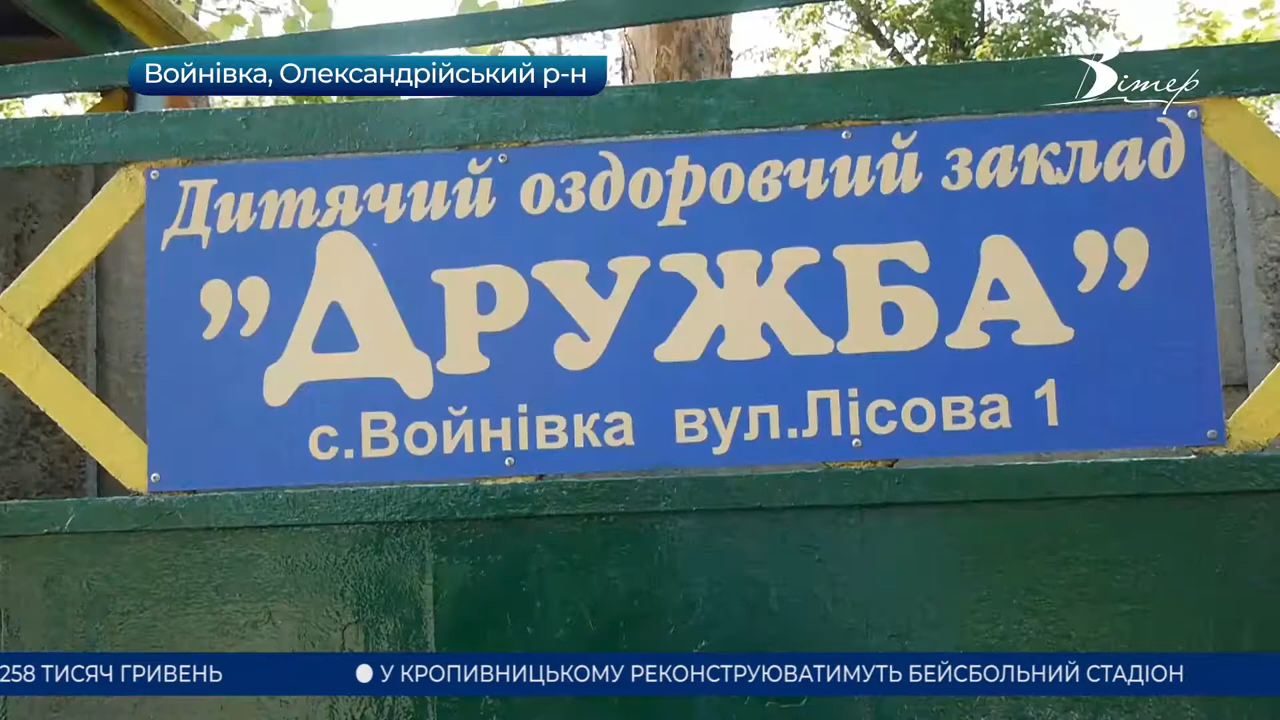 Войнівка, Олександрійський р-н
Вітер
Дитячий оздоровчий заклад
”Дружба”
с.Войнівка вул.Лісова 1
258 ТИСЯЧ ГРИВЕНЬ ● У КРОПИВНИЦЬКОМУ РЕКОНСТРУЮВАТИМУТЬ БЕЙСБОЛЬНИЙ СТАДІОН